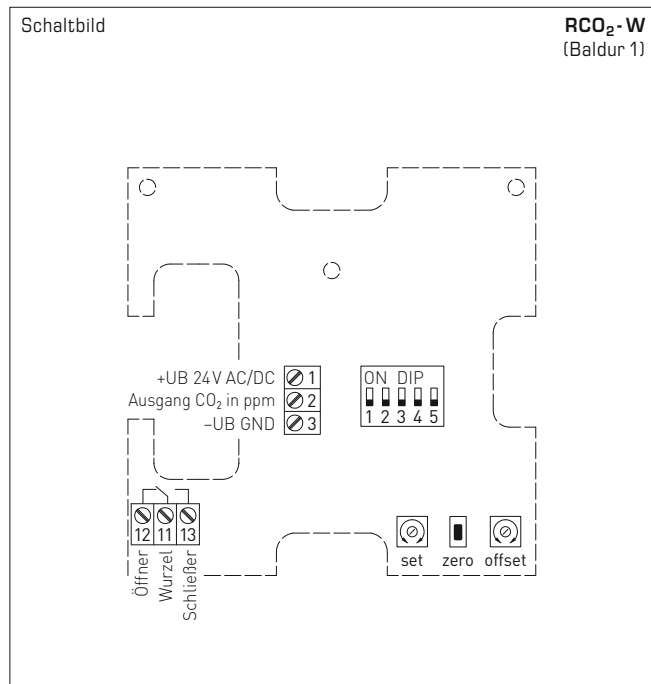 Schaltbild
RCO₂-W
(Baldur 1)
+UB 24V AC/DC 1
Ausgang CO₂ in ppm 2
–UB GND 3
ON DIP
1 2 3 4 5
12 11 13
Öffner
Wurzel
Schließer
set zero offset